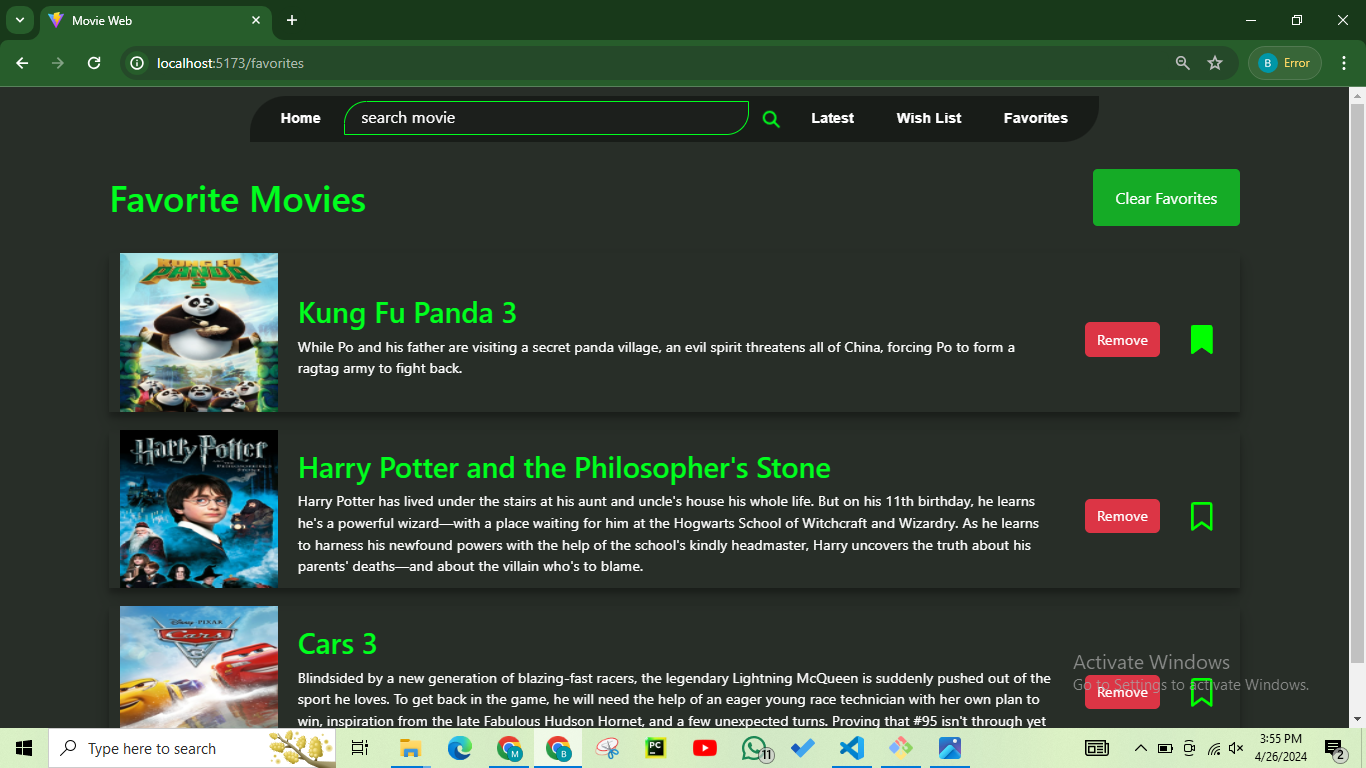 Movie Web
localhost:5173/favorites
B Error
Home
search movie
Latest
Wish List
Favorites
Favorite Movies
Clear Favorites
KUNG FU
PANDA
3
Kung Fu Panda 3
While Po and his father are visiting a secret panda village, an evil spirit threatens all of China, forcing Po to form a
ragtag army to fight back.
Remove
Harry Potter
Harry Potter and the Philosopher's Stone
Harry Potter has lived under the stairs at his aunt and uncle's house his whole life. But on his 11th birthday, he learns
he's a powerful wizard—with a place waiting for him at the Hogwarts School of Witchcraft and Wizardry. As he learns
to harness his newfound powers with the help of the school's kindly headmaster, Harry uncovers the truth about his
parents' deaths—and about the villain who's to blame.
Remove
Disney PIXAR
Cars
3
Cars 3
Blindsided by a new generation of blazing-fast racers, the legendary Lightning McQueen is suddenly pushed out of the
sport he loves. To get back in the game, he will need the help of an eager young race technician with her own plan to
win, inspiration from the late Fabulous Hudson Hornet, and a few unexpected turns. Proving that #95 isn't through yet
Remove
Activate Windows
Go to Settings to activate Windows.
Type here to search
M
B
PC
11
3:55 PM
4/26/2024
2